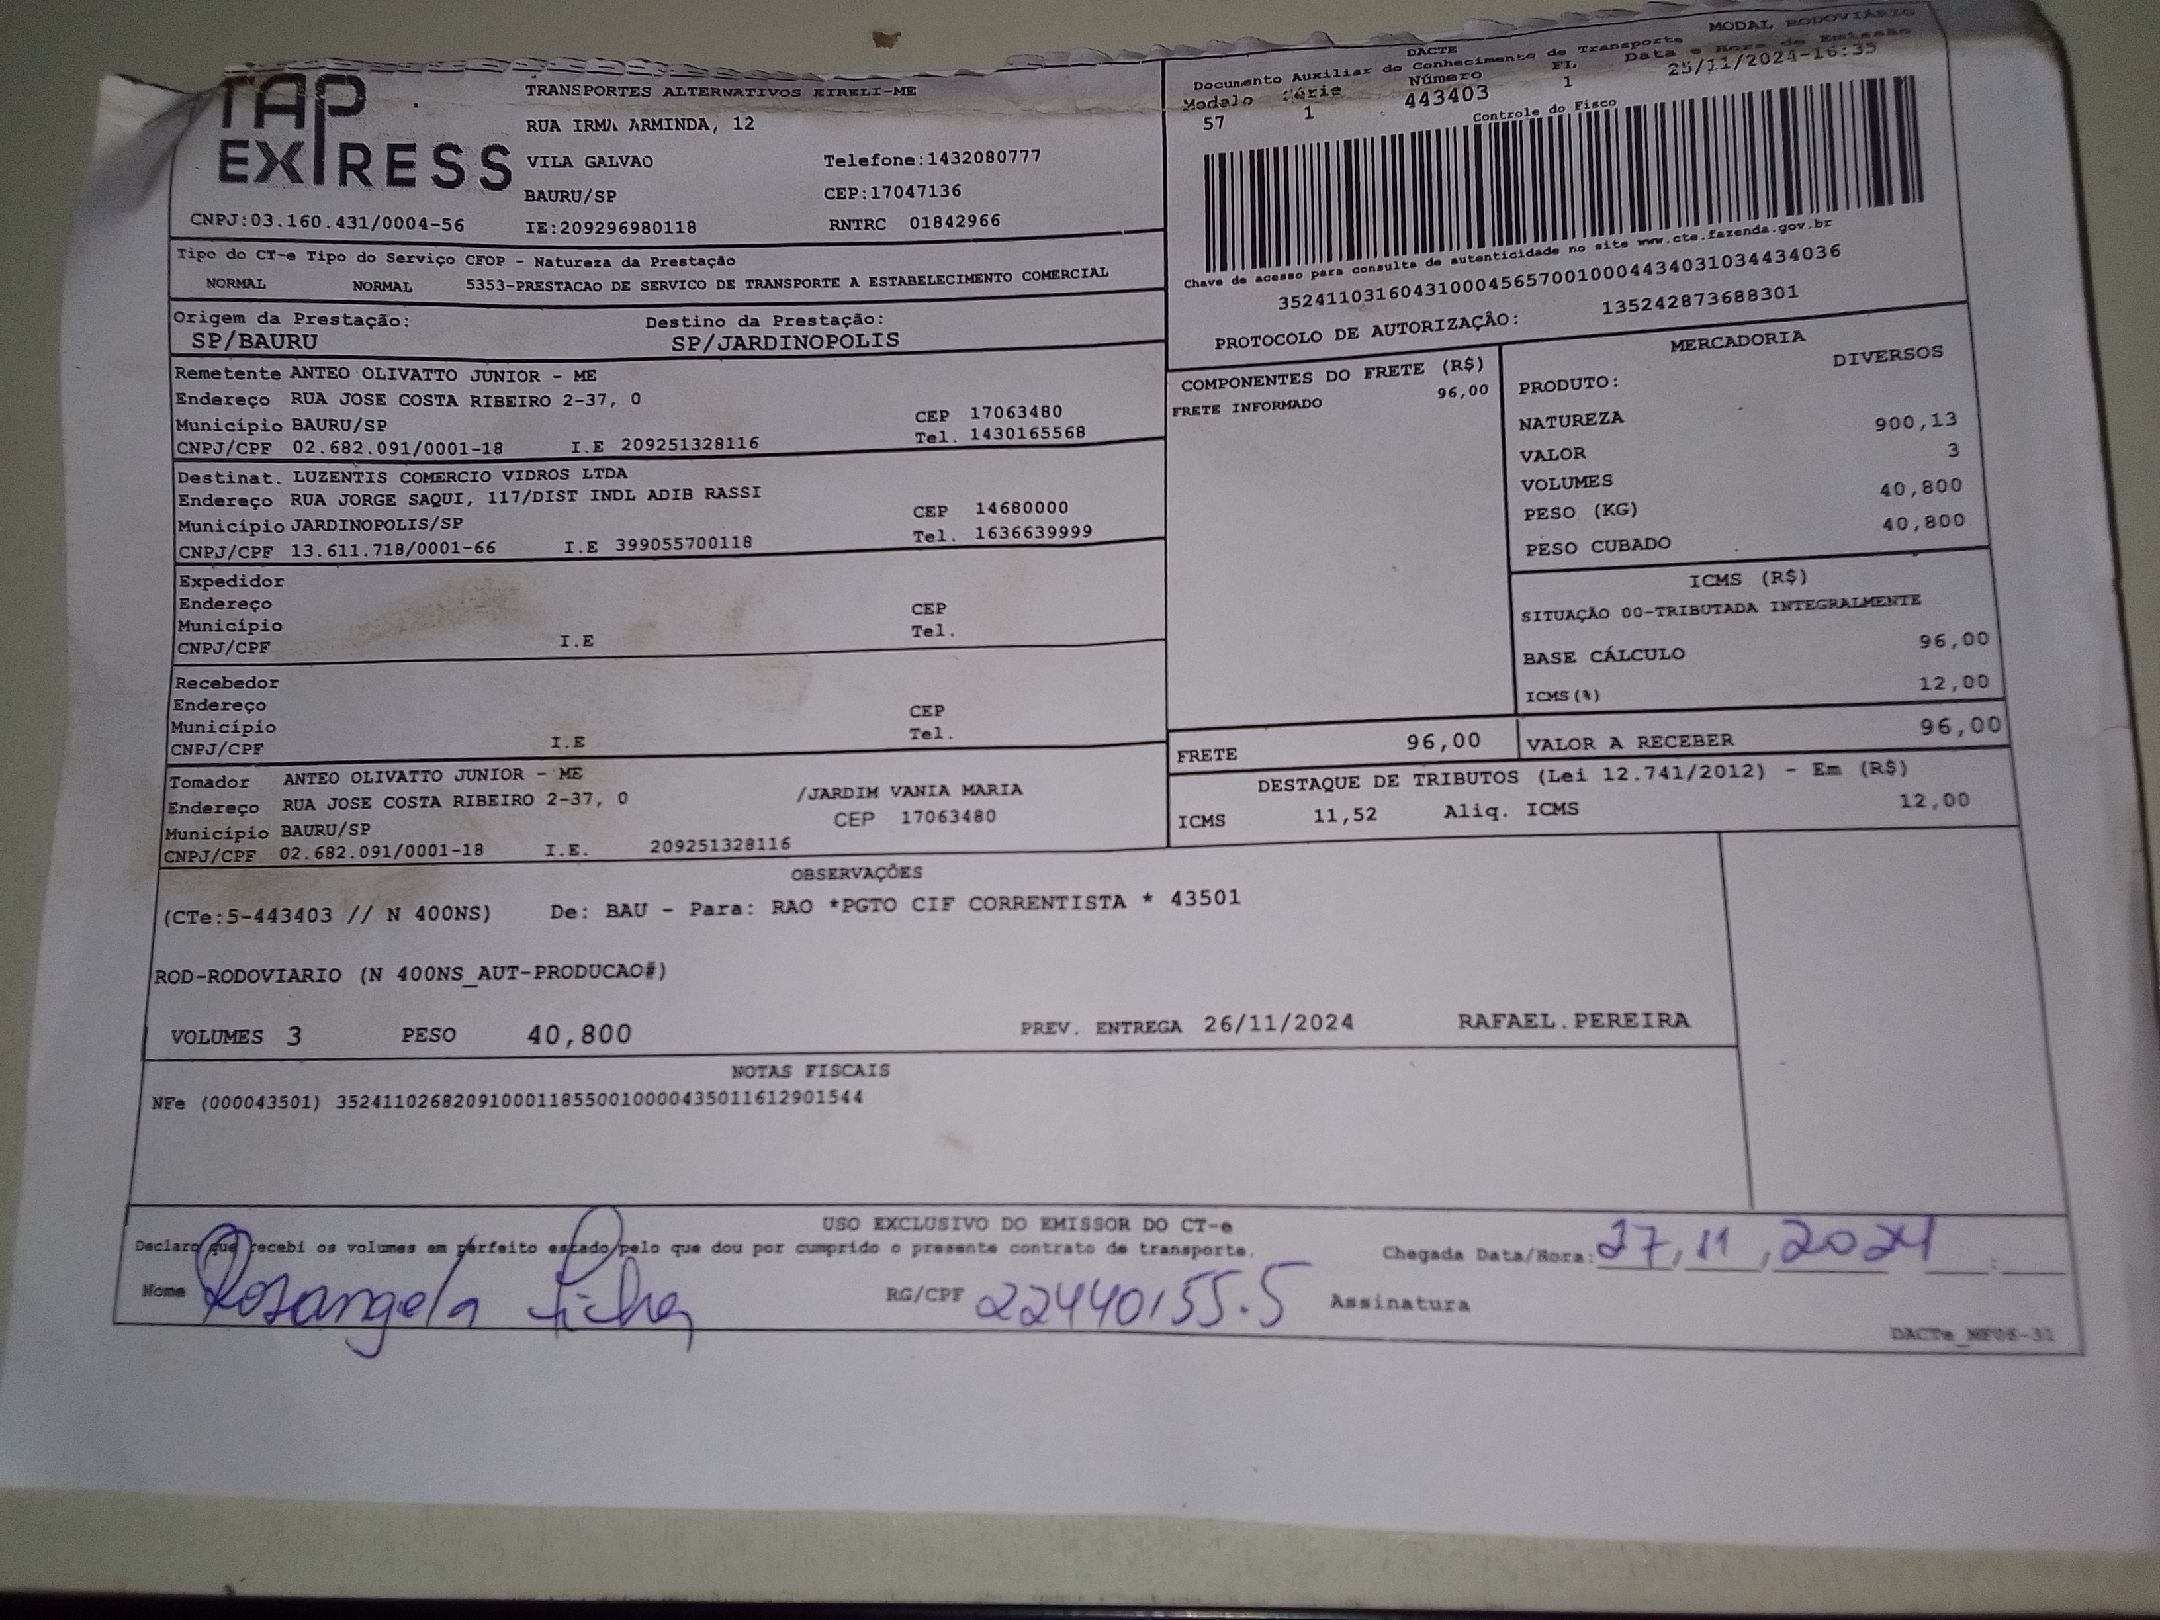 TAP
EXPRESS
TRANSPORTES ALTERNATIVOS EIRELI-ME
RUA IRMA ARMINDA, 12
VILA GALVAO Telefone:1432080777
BAURU/SP CEP:17047136
CNPJ:03.160.431/0004-56 IE:209296980118 RNTRC 01842966
DACTE MODAL RODOVIÁRIO
Documento Auxiliar do Conhecimento de Transporte
Modelo Série Número FL Data e Hora de Emissão
57 1 443403 1 25/11/2024-16:35
Controle do Fisco
Chave de acesso para consulta de autenticidade no site www.cte.fazenda.gov.br
35241103160431000456570010004434031034434036
PROTOCOLO DE AUTORIZAÇÃO: 135242873688301
Tipo do CT-e Tipo do Serviço CFOP - Natureza da Prestação
NORMAL NORMAL 5353-PRESTACAO DE SERVICO DE TRANSPORTE A ESTABELECIMENTO COMERCIAL
Origem da Prestação: Destino da Prestação:
SP/BAURU SP/JARDINOPOLIS
Remetente ANTEO OLIVATTO JUNIOR - ME
Endereço RUA JOSE COSTA RIBEIRO 2-37, 0
Município BAURU/SP CEP 17063480
CNPJ/CPF 02.682.091/0001-18 I.E 209251328116 Tel. 1430165568
Destinat. LUZENTIS COMERCIO VIDROS LTDA
Endereço RUA JORGE SAQUI, 117/DIST INDL ADIB RASSI
Município JARDINOPOLIS/SP CEP 14680000
CNPJ/CPF 13.611.718/0001-66 I.E 399055700118 Tel. 1636639999
Expedidor
Endereço
Município CEP
CNPJ/CPF I.E Tel.
Recebedor
Endereço
Município CEP
CNPJ/CPF I.E Tel.
Tomador ANTEO OLIVATTO JUNIOR - ME
Endereço RUA JOSE COSTA RIBEIRO 2-37, 0 /JARDIM VANIA MARIA
Município BAURU/SP CEP 17063480
CNPJ/CPF 02.682.091/0001-18 I.E. 209251328116
COMPONENTES DO FRETE (R$)
FRETE INFORMADO 96,00
MERCADORIA
PRODUTO: DIVERSOS
NATUREZA
VALOR 900,13
VOLUMES 3
PESO (KG) 40,800
PESO CUBADO 40,800
ICMS (R$)
SITUAÇÃO 00-TRIBUTADA INTEGRALMENTE
BASE CÁLCULO 96,00
ICMS(%) 12,00
FRETE 96,00 VALOR A RECEBER 96,00
DESTAQUE DE TRIBUTOS (Lei 12.741/2012) - Em (R$)
ICMS 11,52 Aliq. ICMS 12,00
OBSERVAÇÕES
(CTe:5-443403 // N 400NS) De: BAU - Para: RAO *PGTO CIF CORRENTISTA * 43501
ROD-RODOVIARIO (N 400NS_AUT-PRODUCAO#)
VOLUMES 3 PESO 40,800 PREV. ENTREGA 26/11/2024 RAFAEL.PEREIRA
NOTAS FISCAIS
NFe (000043501) 35241102682091000118550010000435011612901544
USO EXCLUSIVO DO EMISSOR DO CT-e
Declaro que recebi os volumes em perfeito estado pelo que dou por cumprido o presente contrato de transporte. Chegada Data/Hora: 27,11,2024 :
Nome Rosangela RG/CPF 22440155.5 Assinatura
DACTe_MF06-31